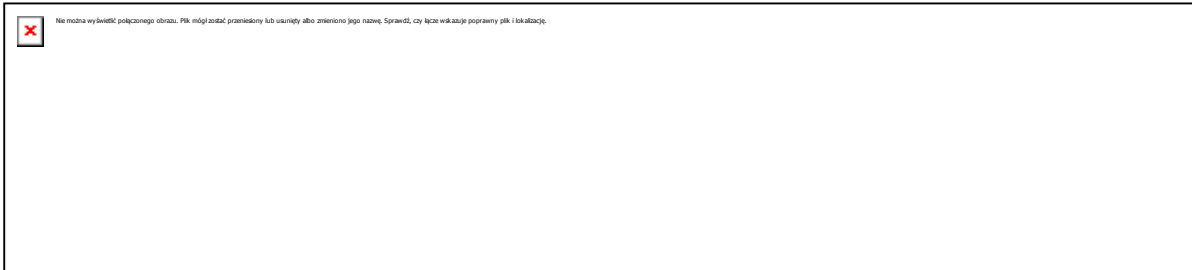 Nie można wyświetlić połączonego obrazu. Plik mógł zostać przeniesiony lub usunięty albo zmieniono jego nazwę. Sprawdź, czy łącze wskazuje poprawny plik i lokalizację.